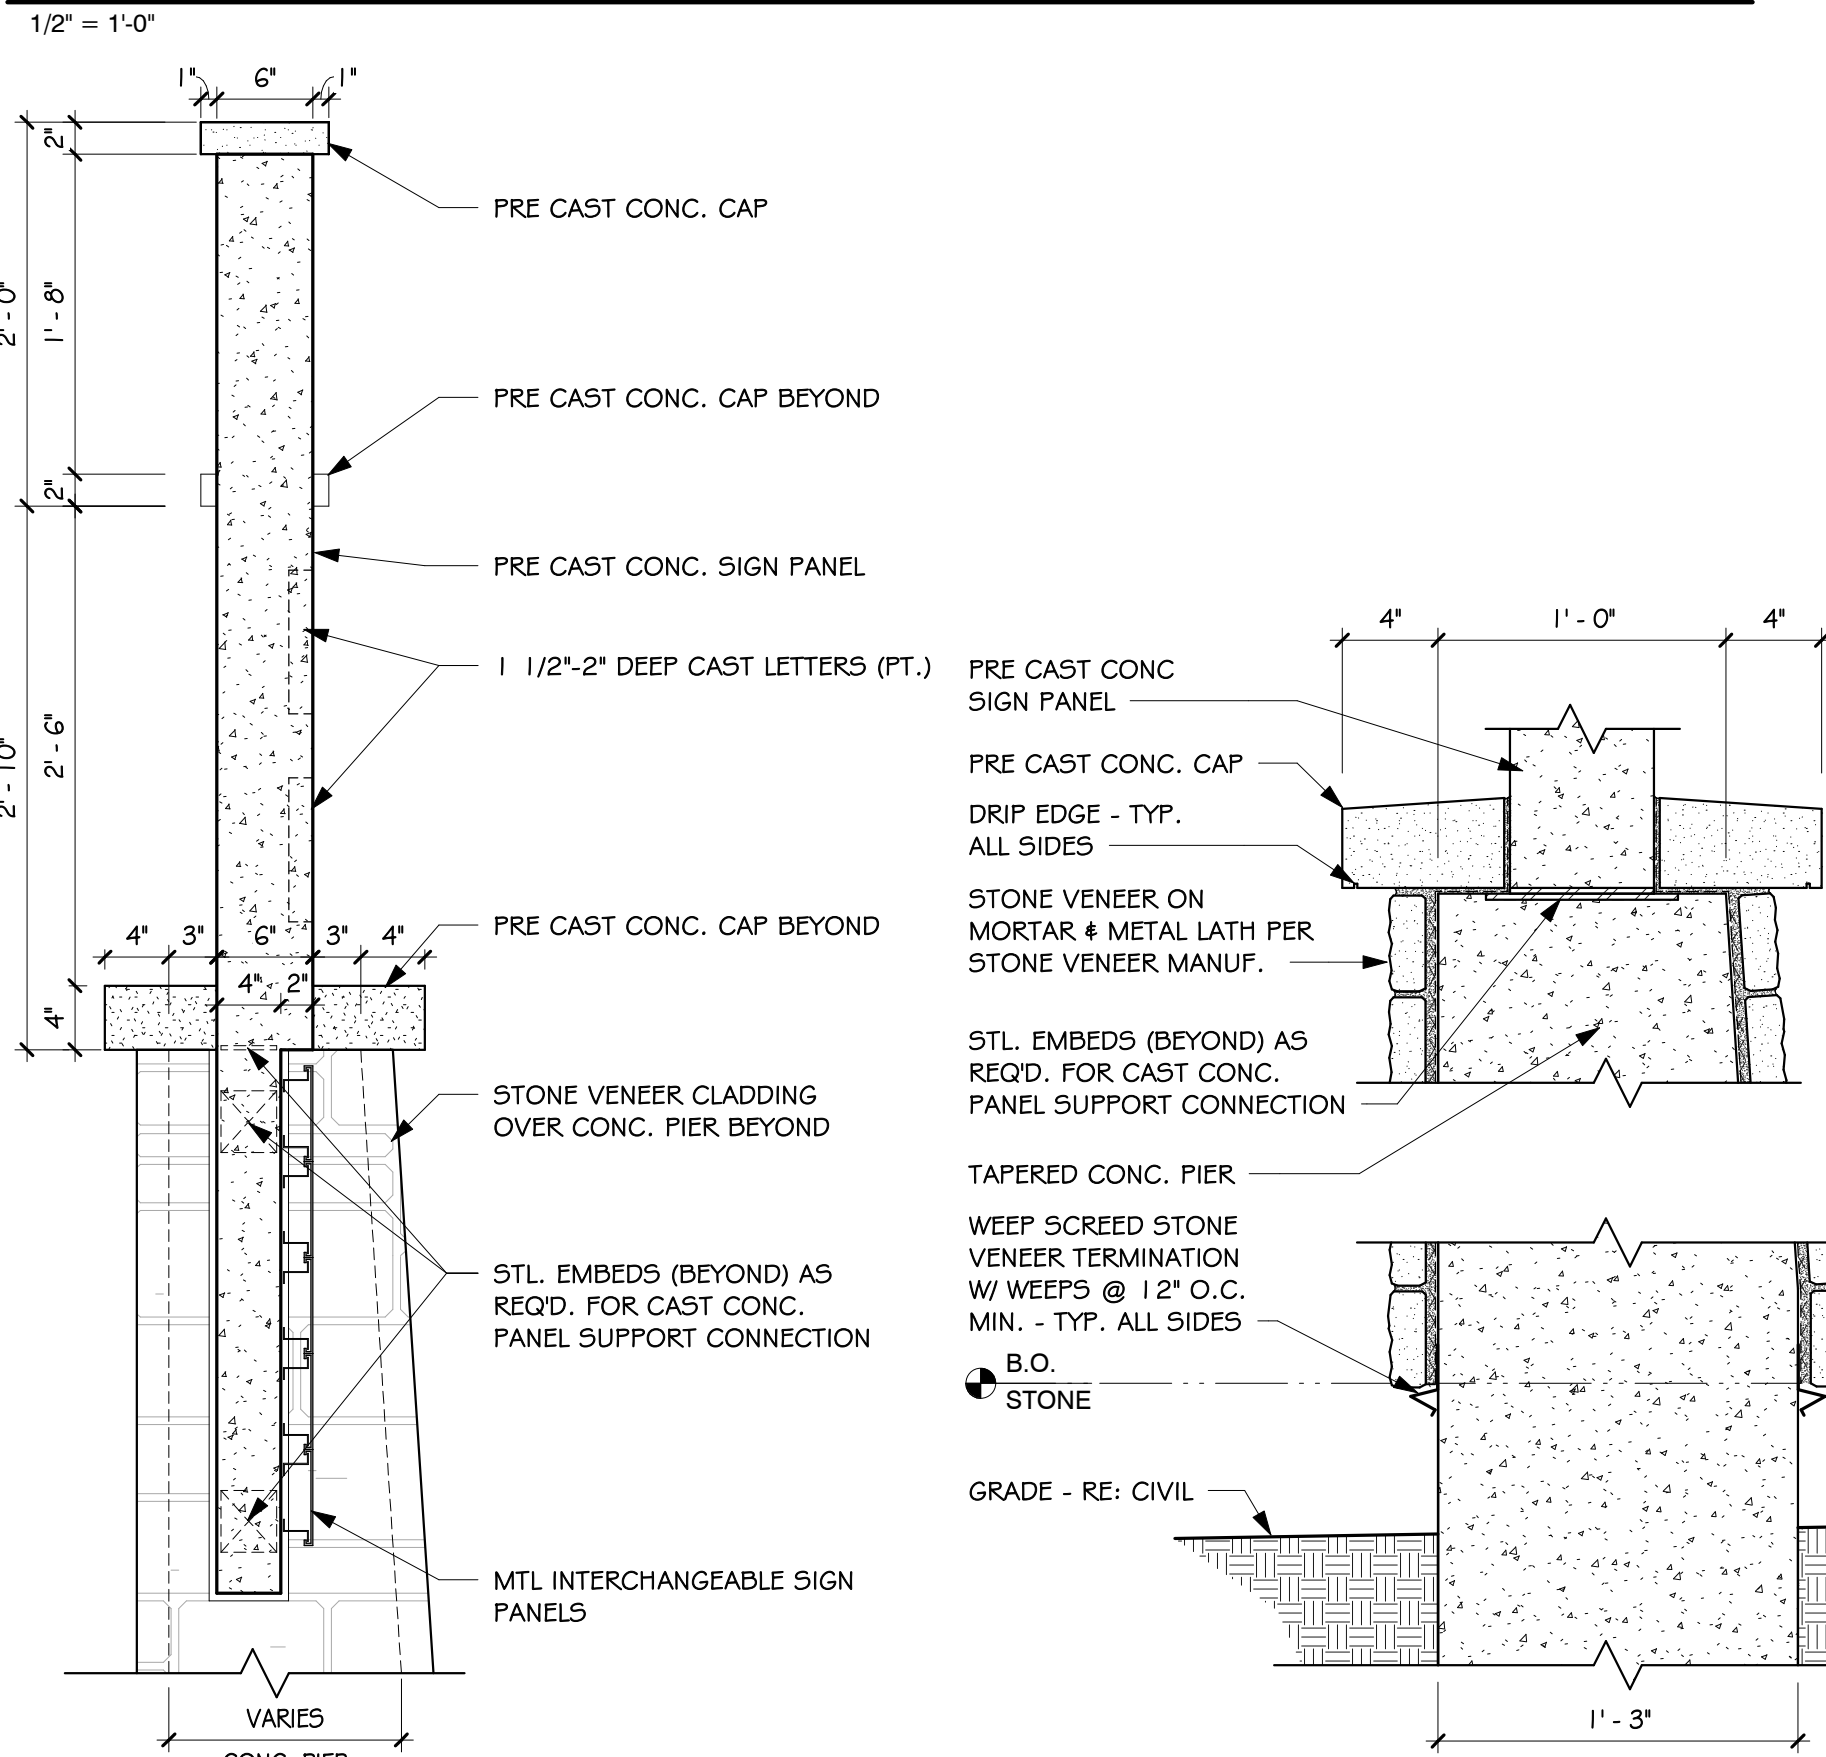 1/2" = 1'-0"
1" 6" 1"
2"
2' - 0"
1' - 8"
2"
2' - 10"
2' - 6"
4"
PRE CAST CONC. CAP
PRE CAST CONC. CAP BEYOND
PRE CAST CONC. SIGN PANEL
1 1/2"-2" DEEP CAST LETTERS (PT.)
PRE CAST CONC. CAP BEYOND
4" 3" 6" 3" 4"
4" 2"
STONE VENEER CLADDING
OVER CONC. PIER BEYOND
STL. EMBEDS (BEYOND) AS
REQ'D. FOR CAST CONC.
PANEL SUPPORT CONNECTION
MTL INTERCHANGEABLE SIGN
PANELS
VARIES
CONC. PIER
4" 1' - 0" 4"
PRE CAST CONC
SIGN PANEL
PRE CAST CONC. CAP
DRIP EDGE - TYP.
ALL SIDES
STONE VENEER ON
MORTAR & METAL LATH PER
STONE VENEER MANUF.
STL. EMBEDS (BEYOND) AS
REQ'D. FOR CAST CONC.
PANEL SUPPORT CONNECTION
TAPERED CONC. PIER
WEEP SCREED STONE
VENEER TERMINATION
W/ WEEPS @ 12" O.C.
MIN. - TYP. ALL SIDES
B.O.
STONE
GRADE - RE: CIVIL
1' - 3"